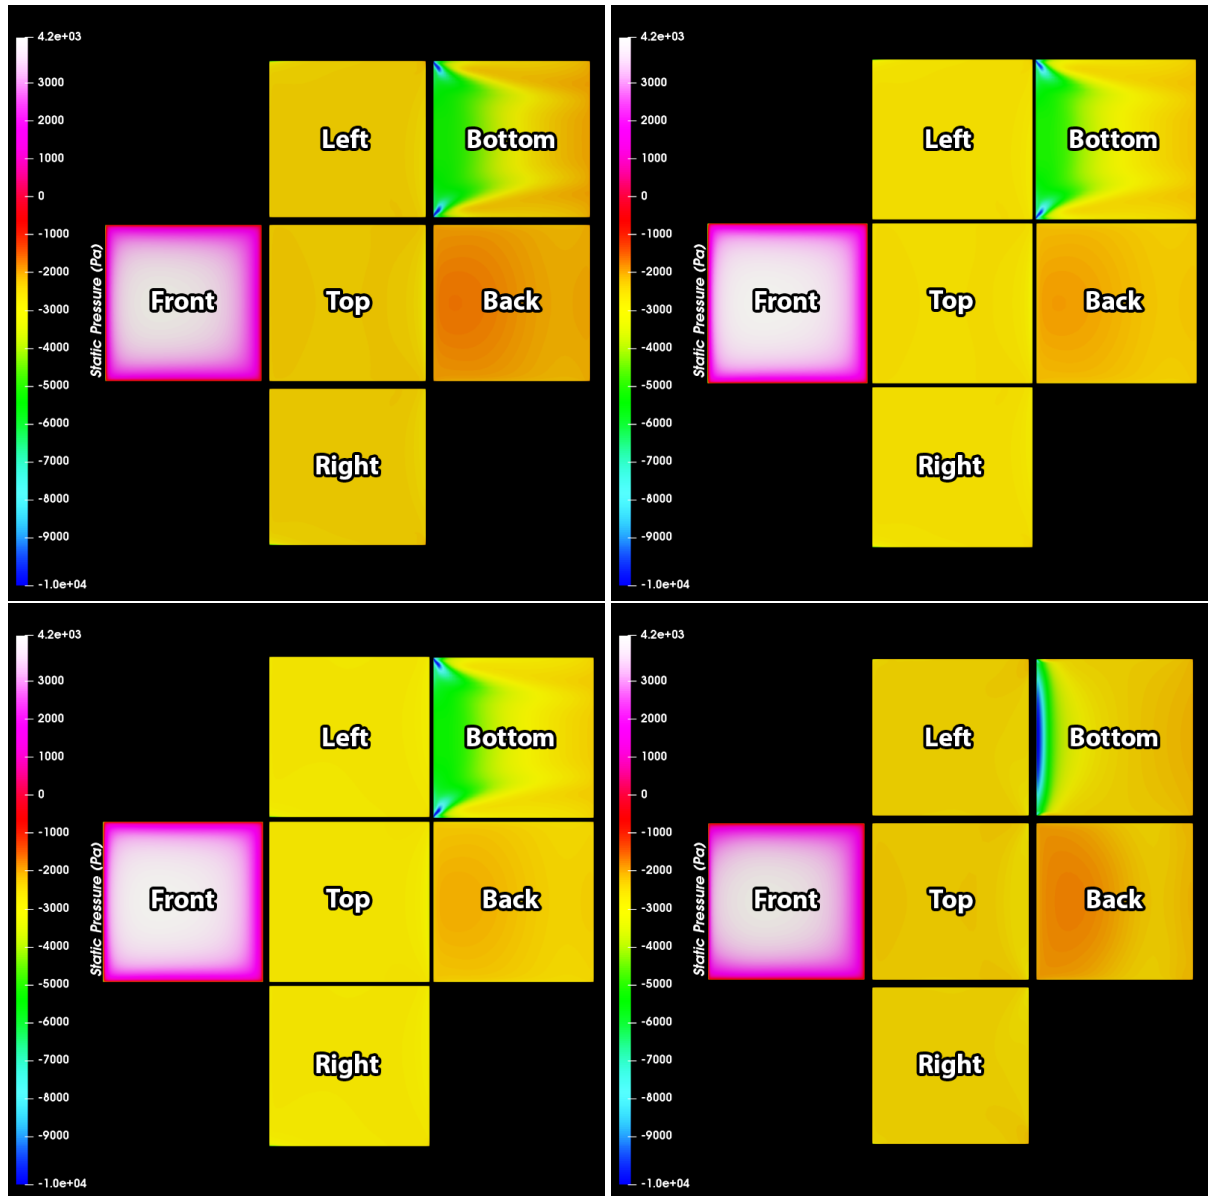 4.2e+03
3000
2000
1000
0
-1000
-2000
-3000
-4000
-5000
-6000
-7000
-8000
-9000
-1.0e+04
Static Pressure (Pa)
Left
Bottom
Front
Top
Back
Right
4.2e+03
3000
2000
1000
0
-1000
-2000
-3000
-4000
-5000
-6000
-7000
-8000
-9000
-1.0e+04
Static Pressure (Pa)
Left
Bottom
Front
Top
Back
Right
4.2e+03
3000
2000
1000
0
-1000
-2000
-3000
-4000
-5000
-6000
-7000
-8000
-9000
-1.0e+04
Static Pressure (Pa)
Left
Bottom
Front
Top
Back
Right
4.2e+03
3000
2000
1000
0
-1000
-2000
-3000
-4000
-5000
-6000
-7000
-8000
-9000
-1.0e+04
Static Pressure (Pa)
Left
Bottom
Front
Top
Back
Right